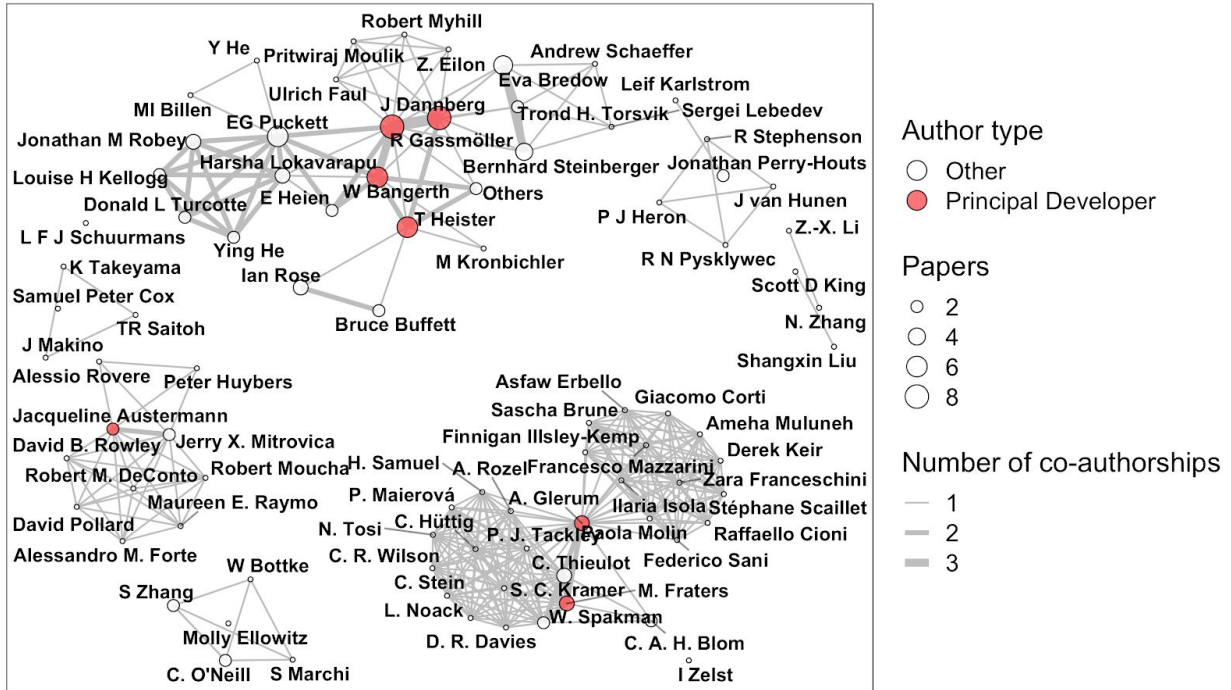 Robert Myhill
Y He
Pritwiraj Moulik
Z. Eilon
Andrew Schaeffer
Eva Bredow
Leif Karlstrom
MI Billen
Ulrich Faul
J Dannberg
Trond H. Torsvik
Sergei Lebedev
EG Puckett
Jonathan M Robey
R Gassmöller
R Stephenson
Harsha Lokavarapu
Bernhard Steinberger
Jonathan Perry-Houts
Louise H Kellogg
E Heien
W Bangerth
Others
J van Hunen
Donald L Turcotte
T Heister
P J Heron
Z.-X. Li
L F J Schuurmans
Ying He
M Kronbichler
R N Pysklywec
K Takeyama
Ian Rose
Scott D King
Samuel Peter Cox
TR Saitoh
Bruce Buffett
N. Zhang
J Makino
Shangxin Liu
Alessio Rovere
Peter Huybers
Asfaw Erbello
Giacomo Corti
Jacqueline Austermann
Sascha Brune
Ameha Muluneh
David B. Rowley
Jerry X. Mitrovica
Finnigan Illsley-Kemp
Derek Keir
Robert M. DeConto
Robert Moucha
H. Samuel
A. Rozel
Francesco Mazzarini
Zara Franceschini
Maureen E. Raymo
P. Maierová
A. Glerum
Ilaria Isola
Stéphane Scaillet
David Pollard
N. Tosi
C. Hüttig
P. J. Tackley
Paola Molin
Raffaello Cioni
Alessandro M. Forte
C. R. Wilson
C. Thieulot
Federico Sani
W Bottke
C. Stein
S. C. Kramer
M. Fraters
S Zhang
L. Noack
W. Spakman
Molly Ellowitz
D. R. Davies
C. A. H. Blom
C. O'Neill
S Marchi
I Zelst
Author type
Other
Principal Developer
Papers
2
4
6
8
Number of co-authorships
1
2
3